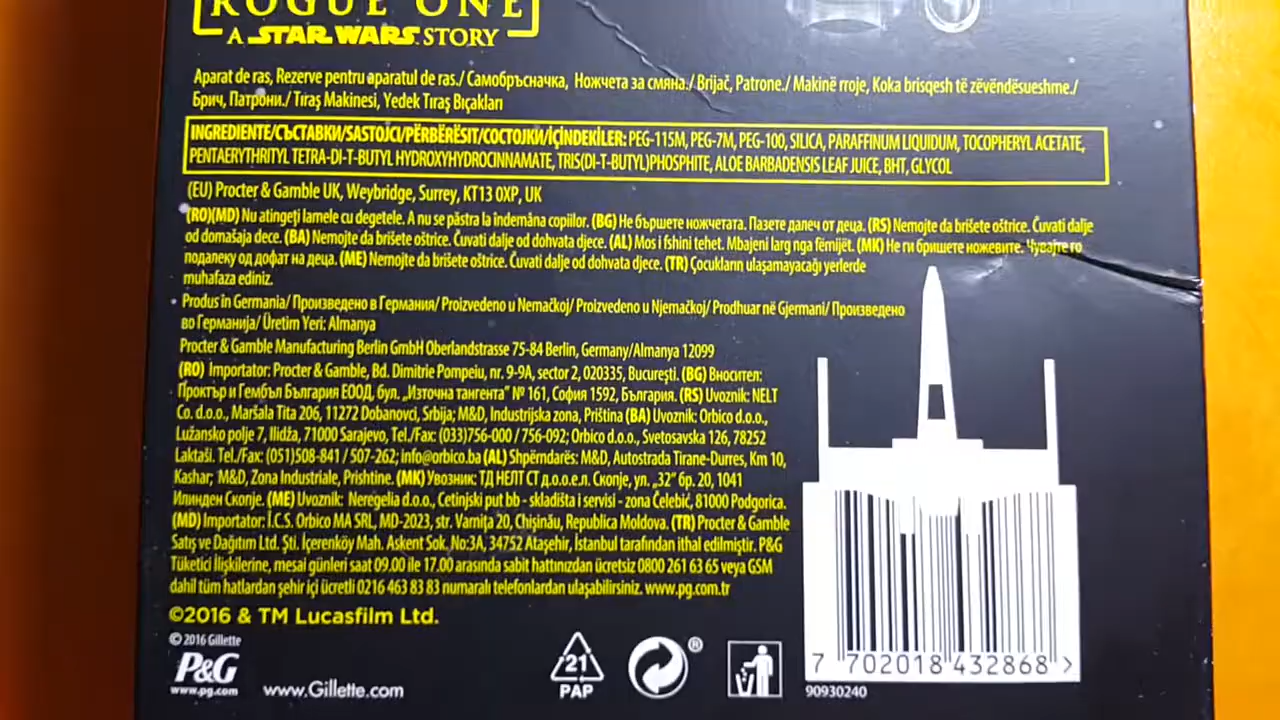 ROGUE ONE
A STAR WARS STORY
Aparat de ras, Rezerve pentru aparatul de ras./ Самобръсначка, Ножчета за смяна./ Brijač, Patrone./ Makinë rroje, Koka brisqesh të zëvëndësueshme./
Брич, Патрони./ Tıraş Makinesi, Yedek Tıraş Bıçakları
INGREDIENTE/СЪСТАВКИ/SASTOJCI/PËRBËRËSIT/СОСТОЈКИ/İÇİNDEKİLER: PEG-115M, PEG-7M, PEG-100, SILICA, PARAFFINUM LIQUIDUM, TOCOPHERYL ACETATE,
PENTAERYTHRITYL TETRA-DI-T-BUTYL HYDROXYHYDROCINNAMATE, TRIS(DI-T-BUTYL)PHOSPHITE, ALOE BARBADENSIS LEAF JUICE, BHT, GLYCOL
(EU) Procter & Gamble UK, Weybridge, Surrey, KT13 0XP, UK
(RO)(MD) Nu atingeţi lamele cu degetele. A nu se păstra la îndemâna copiilor. (BG) Не бършете ножчетата. Пазете далеч от деца. (RS) Nemojte da brišete oštrice. Čuvati dalje
od domašaja dece. (BA) Nemojte da brišete oštrice. Čuvati dalje od dohvata djece. (AL) Mos i fshini tehet. Mbajeni larg nga fëmijët. (MK) Не ги бришете ножевите. Чувајте го
подалеку од дофат на деца. (ME) Nemojte da brišete oštrice. Čuvati dalje od dohvata djece. (TR) Çocukların ulaşamayacağı yerlerde
muhafaza ediniz.
Produs în Germania/ Произведено в Германия/ Proizvedeno u Nemačkoj/ Proizvedeno u Njemačkoj/ Prodhuar në Gjermani/ Произведено
во Германија/ Üretim Yeri: Almanya
Procter & Gamble Manufacturing Berlin GmbH Oberlandstrasse 75-84 Berlin, Germany/Almanya 12099
(RO) Importator: Procter & Gamble, Bd. Dimitrie Pompeiu, nr. 9-9A, sector 2, 020335, Bucureşti. (BG) Вносител:
Проктър и Гембъл България ЕООД, бул. „Източна тангента" № 161, София 1592, България. (RS) Uvoznik: NELT
Co. d.o.o., Maršala Tita 206, 11272 Dobanovci, Srbija; M&D, Industrijska zona, Priština (BA) Uvoznik: Orbico d.o.o.,
Lužansko polje 7, Ilidža, 71000 Sarajevo, Tel./Fax: (033)756-000 / 756-092; Orbico d.o.o., Svetosavska 126, 78252
Laktaši. Tel./Fax: (051)508-841 / 507-262; info@orbico.ba (AL) Shpërndarës: M&D, Autostrada Tirane-Durres, Km 10,
Kashar; M&D, Zona Industriale, Prishtine. (MK) Увозник: ТД НЕЛТ СТ д.о.о.е.л. Скопје, ул. „32" бр. 20, 1041
Илинден Скопје. (ME) Uvoznik: Neregelia d.o.o., Cetinjski put bb - skladišta i servisi - zona Čelebić, 81000 Podgorica.
(MD) Importator: Î.C.S. Orbico MA SRL, MD-2023, str. Varniţa 20, Chişinău, Republica Moldova. (TR) Procter & Gamble
Satış ve Dağıtım Ltd. Şti. İçerenköy Mah. Askent Sok. No:3A, 34752 Ataşehir, İstanbul tarafından ithal edilmiştir. P&G
Tüketici İlişkilerine, mesai günleri saat 09.00 ile 17.00 arasında sabit hattınızdan ücretsiz 0800 261 63 65 veya GSM
dahil tüm hatlardan şehir içi ücretli 0216 463 83 83 numaralı telefonlardan ulaşabilirsiniz. www.pg.com.tr
©2016 & TM Lucasfilm Ltd.
© 2016 Gillette
P&G
www.pg.com
www.Gillette.com
21
PAP
®
7 702018 432868 >
90930240